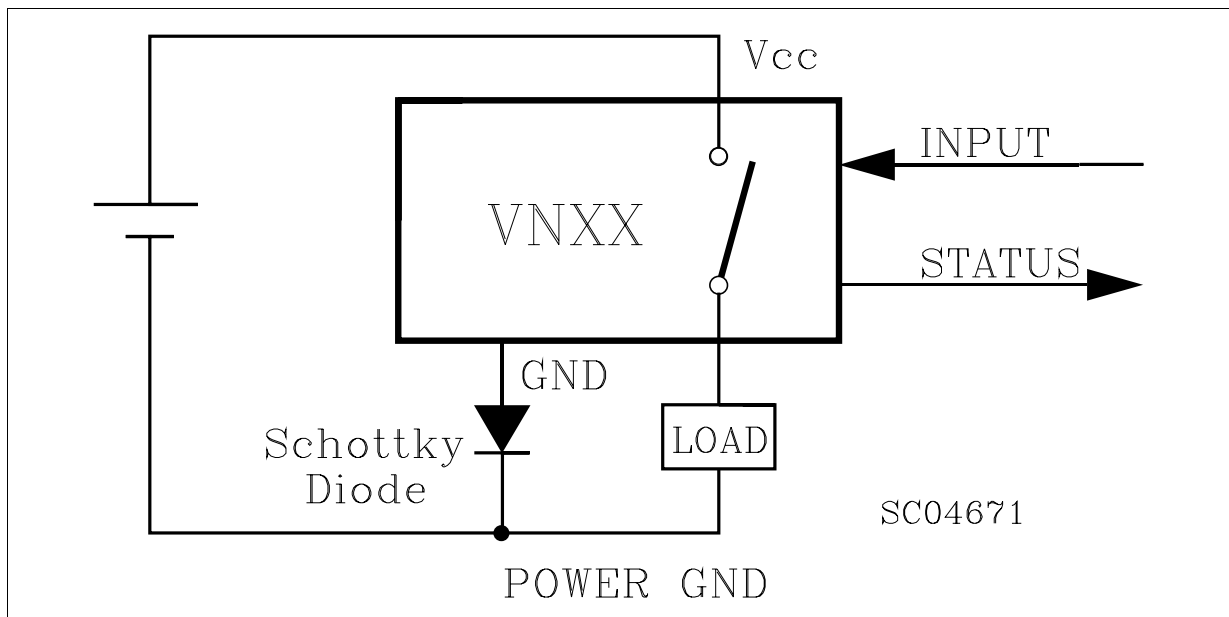 Vcc
INPUT
VNXX
STATUS
GND
Schottky
Diode
LOAD
SC04671
POWER GND